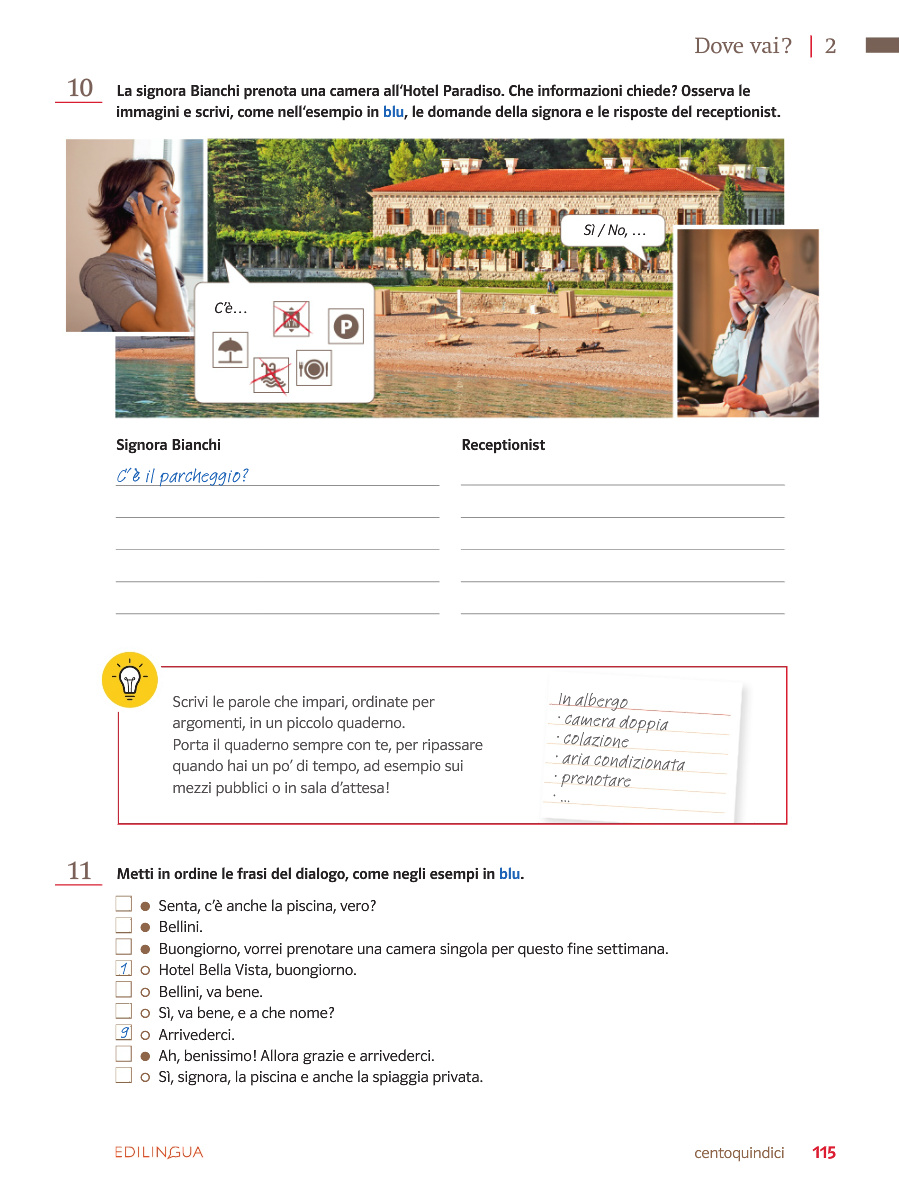 Dove vai? | 2
10 La signora Bianchi prenota una camera all'Hotel Paradiso. Che informazioni chiede? Osserva le
immagini e scrivi, come nell'esempio in blu, le domande della signora e le risposte del receptionist.
Sì / No, ...
C'è...
P
Signora Bianchi Receptionist
C'è il parcheggio?
Scrivi le parole che impari, ordinate per
argomenti, in un piccolo quaderno.
Porta il quaderno sempre con te, per ripassare
quando hai un po' di tempo, ad esempio sui
mezzi pubblici o in sala d'attesa!
In albergo
· camera doppia
· colazione
· aria condizionata
· prenotare
· ...
11 Metti in ordine le frasi del dialogo, come negli esempi in blu.
● Senta, c'è anche la piscina, vero?
● Bellini.
● Buongiorno, vorrei prenotare una camera singola per questo fine settimana.
1 ○ Hotel Bella Vista, buongiorno.
○ Bellini, va bene.
○ Sì, va bene, e a che nome?
9 ○ Arrivederci.
● Ah, benissimo! Allora grazie e arrivederci.
○ Sì, signora, la piscina e anche la spiaggia privata.
EDILINGUA centoquindici 115